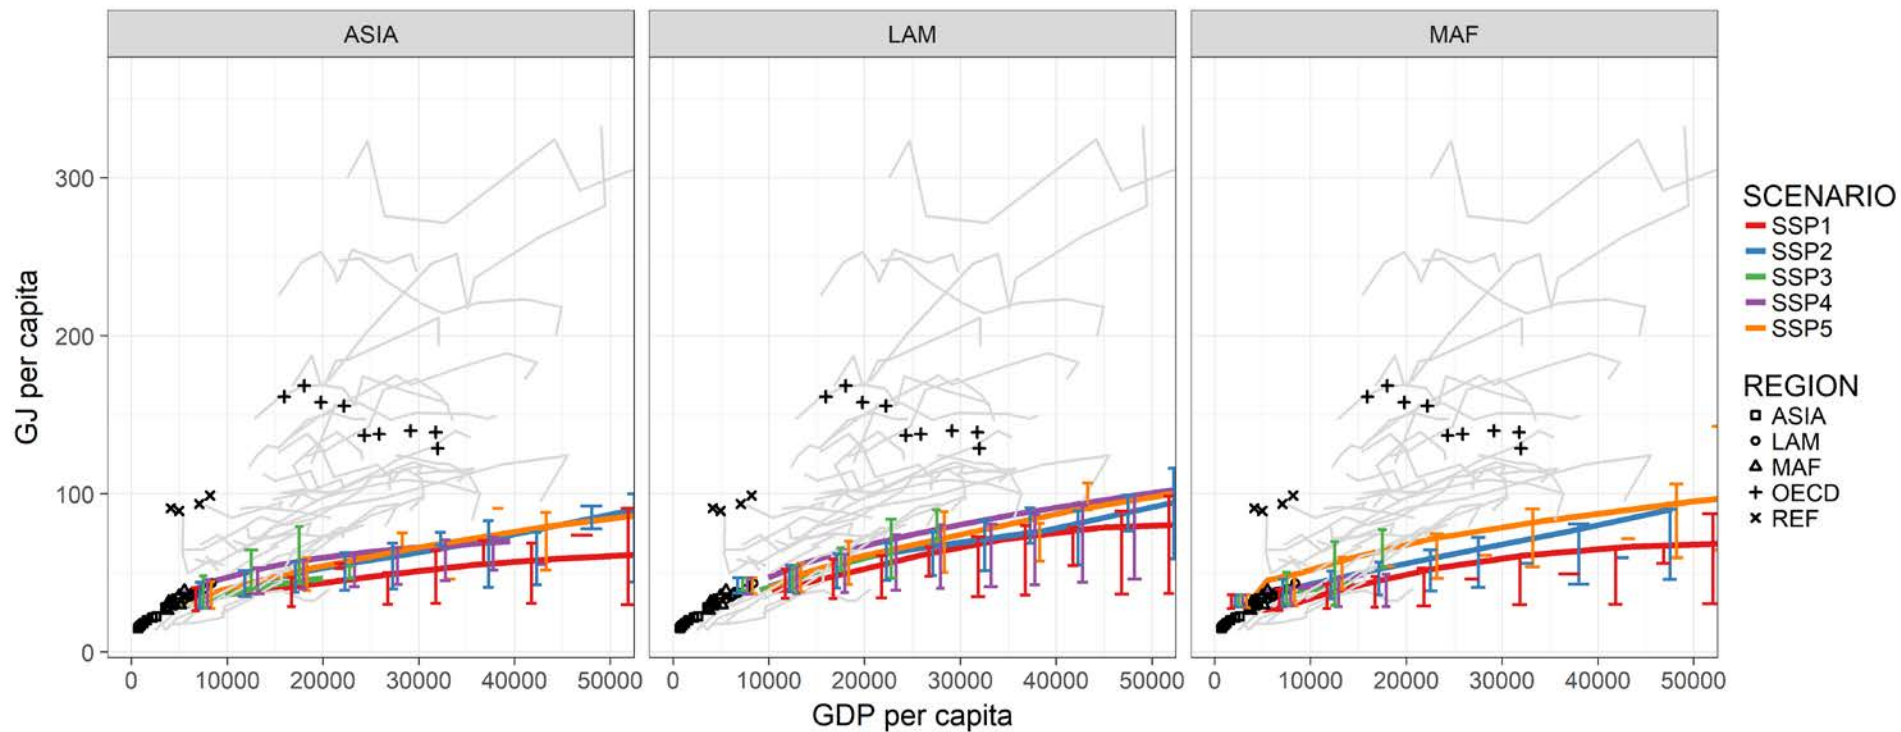 ASIA LAM MAF
300
200
100
0
GJ per capita
0 10000 20000 30000 40000 50000 0 10000 20000 30000 40000 50000 0 10000 20000 30000 40000 50000
GDP per capita
SCENARIO
SSP1
SSP2
SSP3
SSP4
SSP5
REGION
ASIA
LAM
MAF
OECD
REF